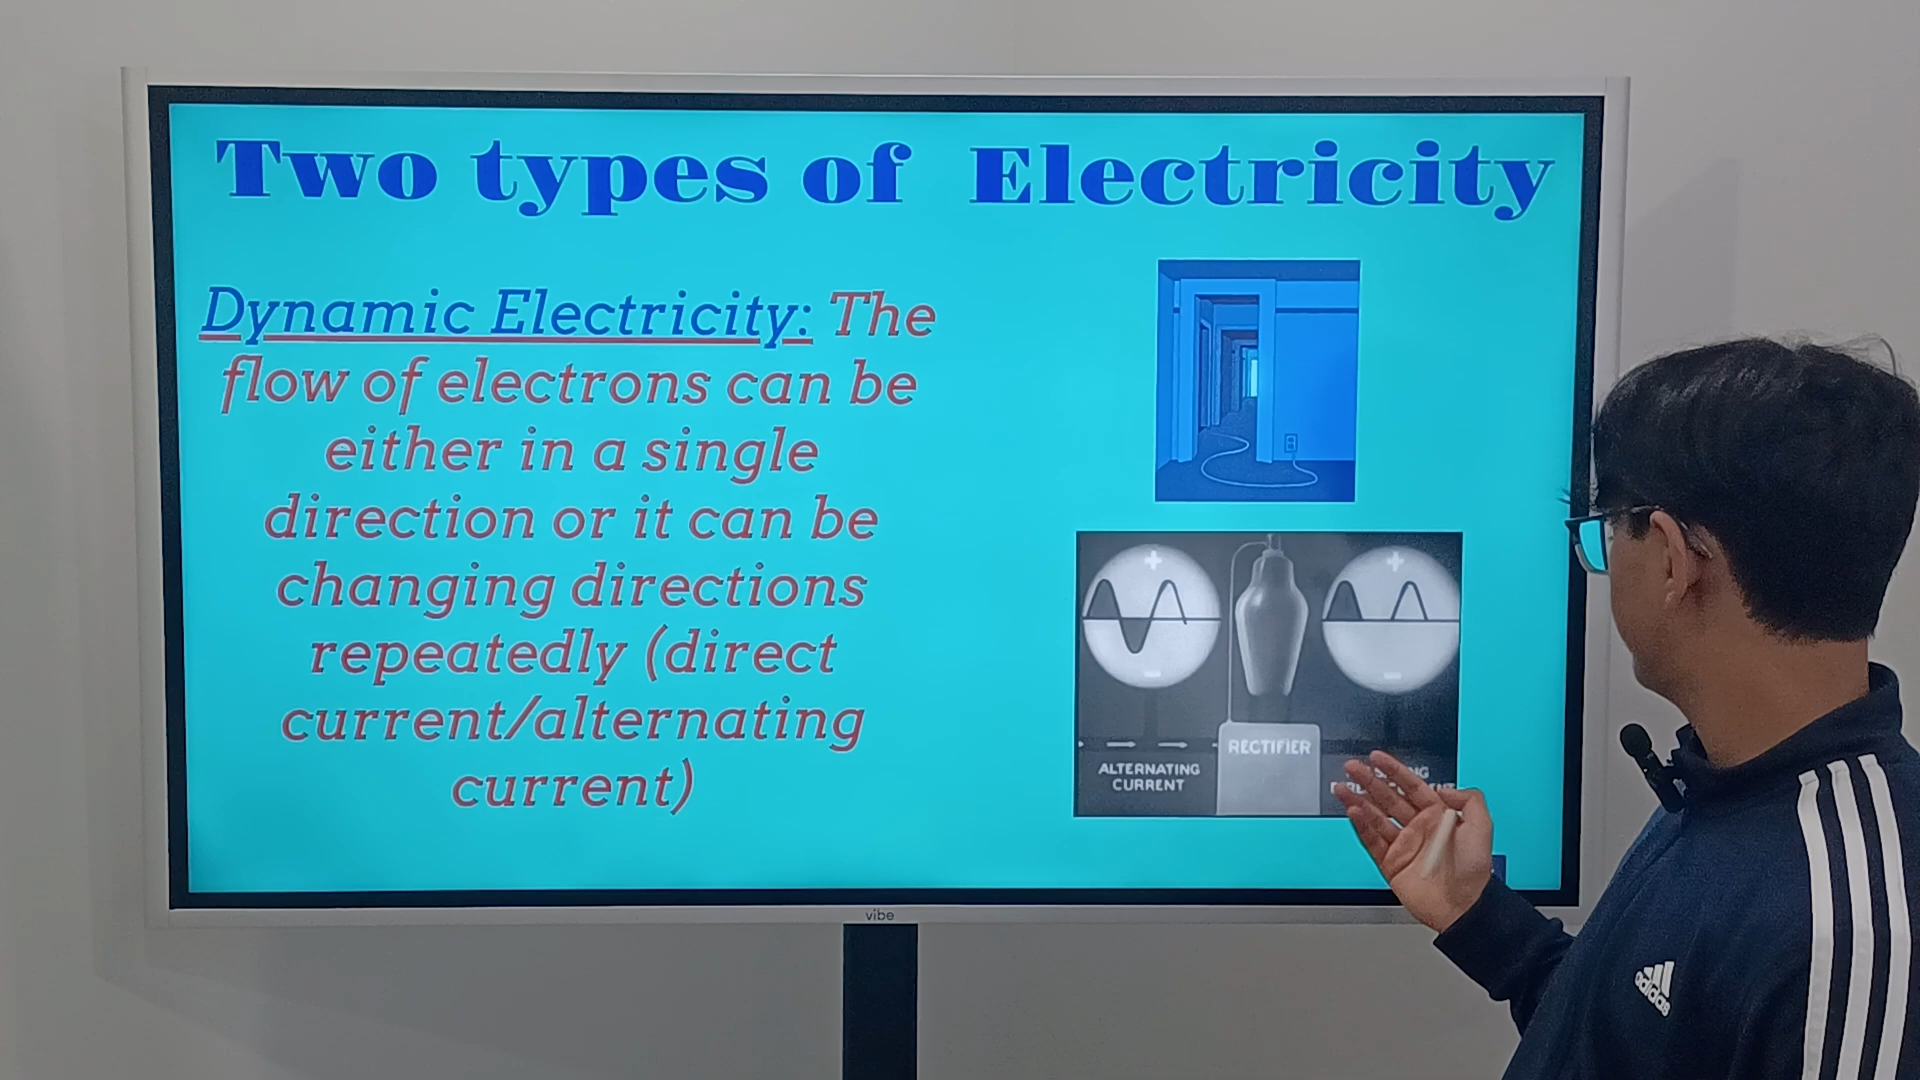 Two types of Electricity
Dynamic Electricity: The
flow of electrons can be
either in a single
direction or it can be
changing directions
repeatedly (direct
current/alternating
current)
RECTIFIER
ALTERNATING
CURRENT
vibe
adidas